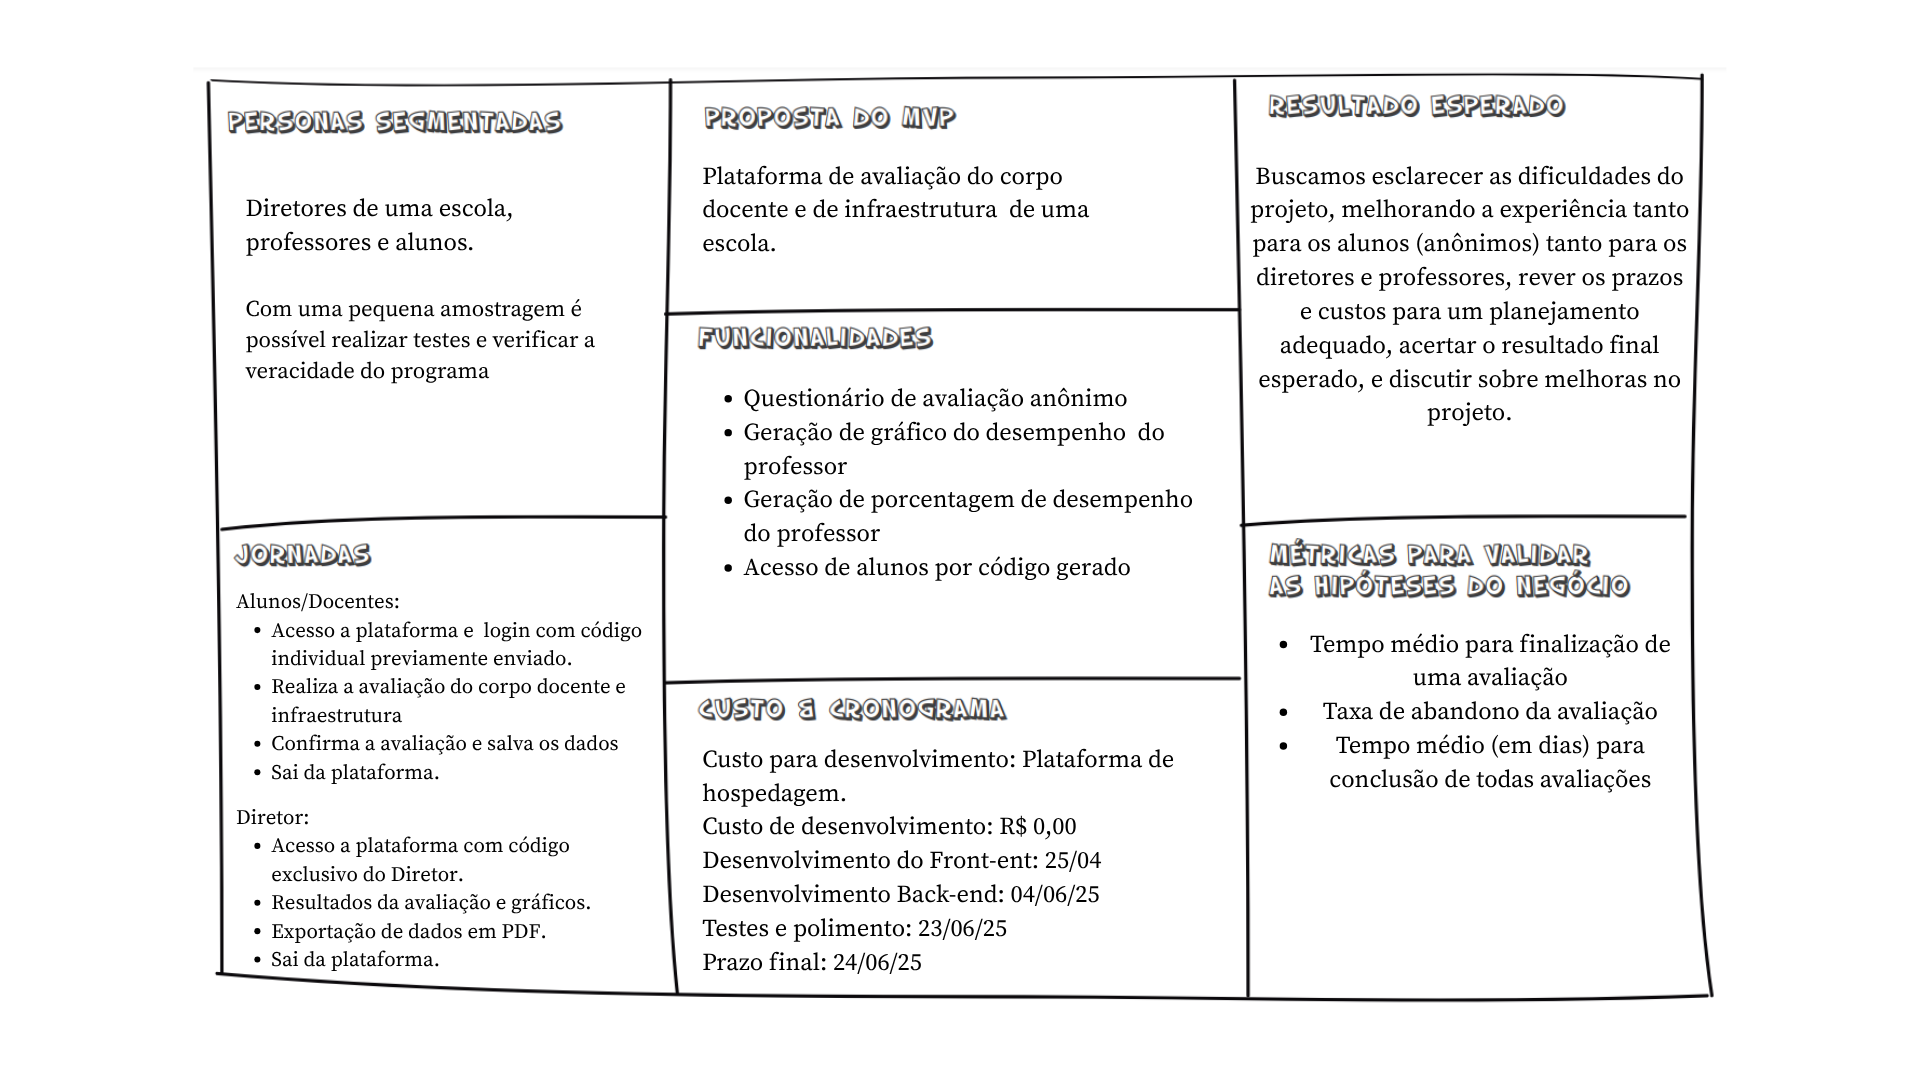 PERSONAS SEGMENTADAS
Diretores de uma escola,
professores e alunos.
Com uma pequena amostragem é
possível realizar testes e verificar a
veracidade do programa
JORNADAS
Alunos/Docentes:
• Acesso a plataforma e login com código
individual previamente enviado.
• Realiza a avaliação do corpo docente e
infraestrutura
• Confirma a avaliação e salva os dados
• Sai da plataforma.
Diretor:
• Acesso a plataforma com código
exclusivo do Diretor.
• Resultados da avaliação e gráficos.
• Exportação de dados em PDF.
• Sai da plataforma.
PROPOSTA DO MVP
Plataforma de avaliação do corpo
docente e de infraestrutura de uma
escola.
FUNCIONALIDADES
• Questionário de avaliação anônimo
• Geração de gráfico do desempenho do
professor
• Geração de porcentagem de desempenho
do professor
• Acesso de alunos por código gerado
CUSTO & CRONOGRAMA
Custo para desenvolvimento: Plataforma de
hospedagem.
Custo de desenvolvimento: R$ 0,00
Desenvolvimento do Front-ent: 25/04
Desenvolvimento Back-end: 04/06/25
Testes e polimento: 23/06/25
Prazo final: 24/06/25
RESULTADO ESPERADO
Buscamos esclarecer as dificuldades do
projeto, melhorando a experiência tanto
para os alunos (anônimos) tanto para os
diretores e professores, rever os prazos
e custos para um planejamento
adequado, acertar o resultado final
esperado, e discutir sobre melhoras no
projeto.
MÉTRICAS PARA VALIDAR
AS HIPÓTESES DO NEGÓCIO
• Tempo médio para finalização de
uma avaliação
• Taxa de abandono da avaliação
• Tempo médio (em dias) para
conclusão de todas avaliações